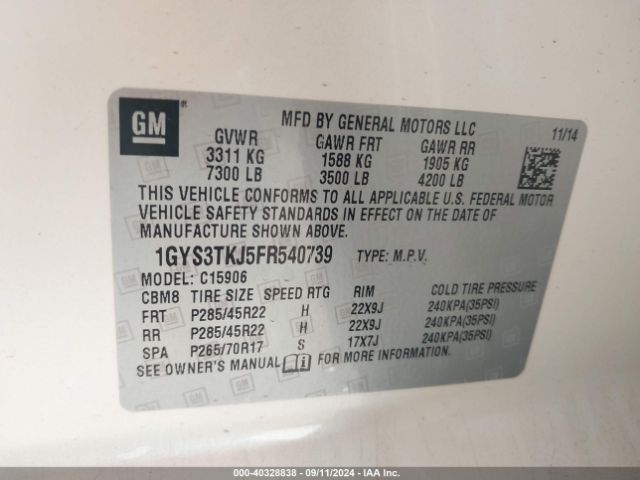 GM
MFD BY GENERAL MOTORS LLC 11/14
GVWR GAWR FRT GAWR RR
3311 KG 1588 KG 1905 KG
7300 LB 3500 LB 4200 LB
THIS VEHICLE CONFORMS TO ALL APPLICABLE U.S. FEDERAL MOTOR
VEHICLE SAFETY STANDARDS IN EFFECT ON THE DATE OF
MANUFACTURE SHOWN ABOVE.
1GYS3TKJ5FR540739 TYPE: M.P.V.
MODEL: C15906
CBM8 TIRE SIZE SPEED RTG RIM COLD TIRE PRESSURE
FRT P285/45R22 H 22X9J 240KPA(35PSI)
RR P285/45R22 H 22X9J 240KPA(35PSI)
SPA P265/70R17 S 17X7J 240KPA(35PSI)
SEE OWNER'S MANUAL FOR MORE INFORMATION.
000-40328838 - 09/11/2024 - IAA Inc.